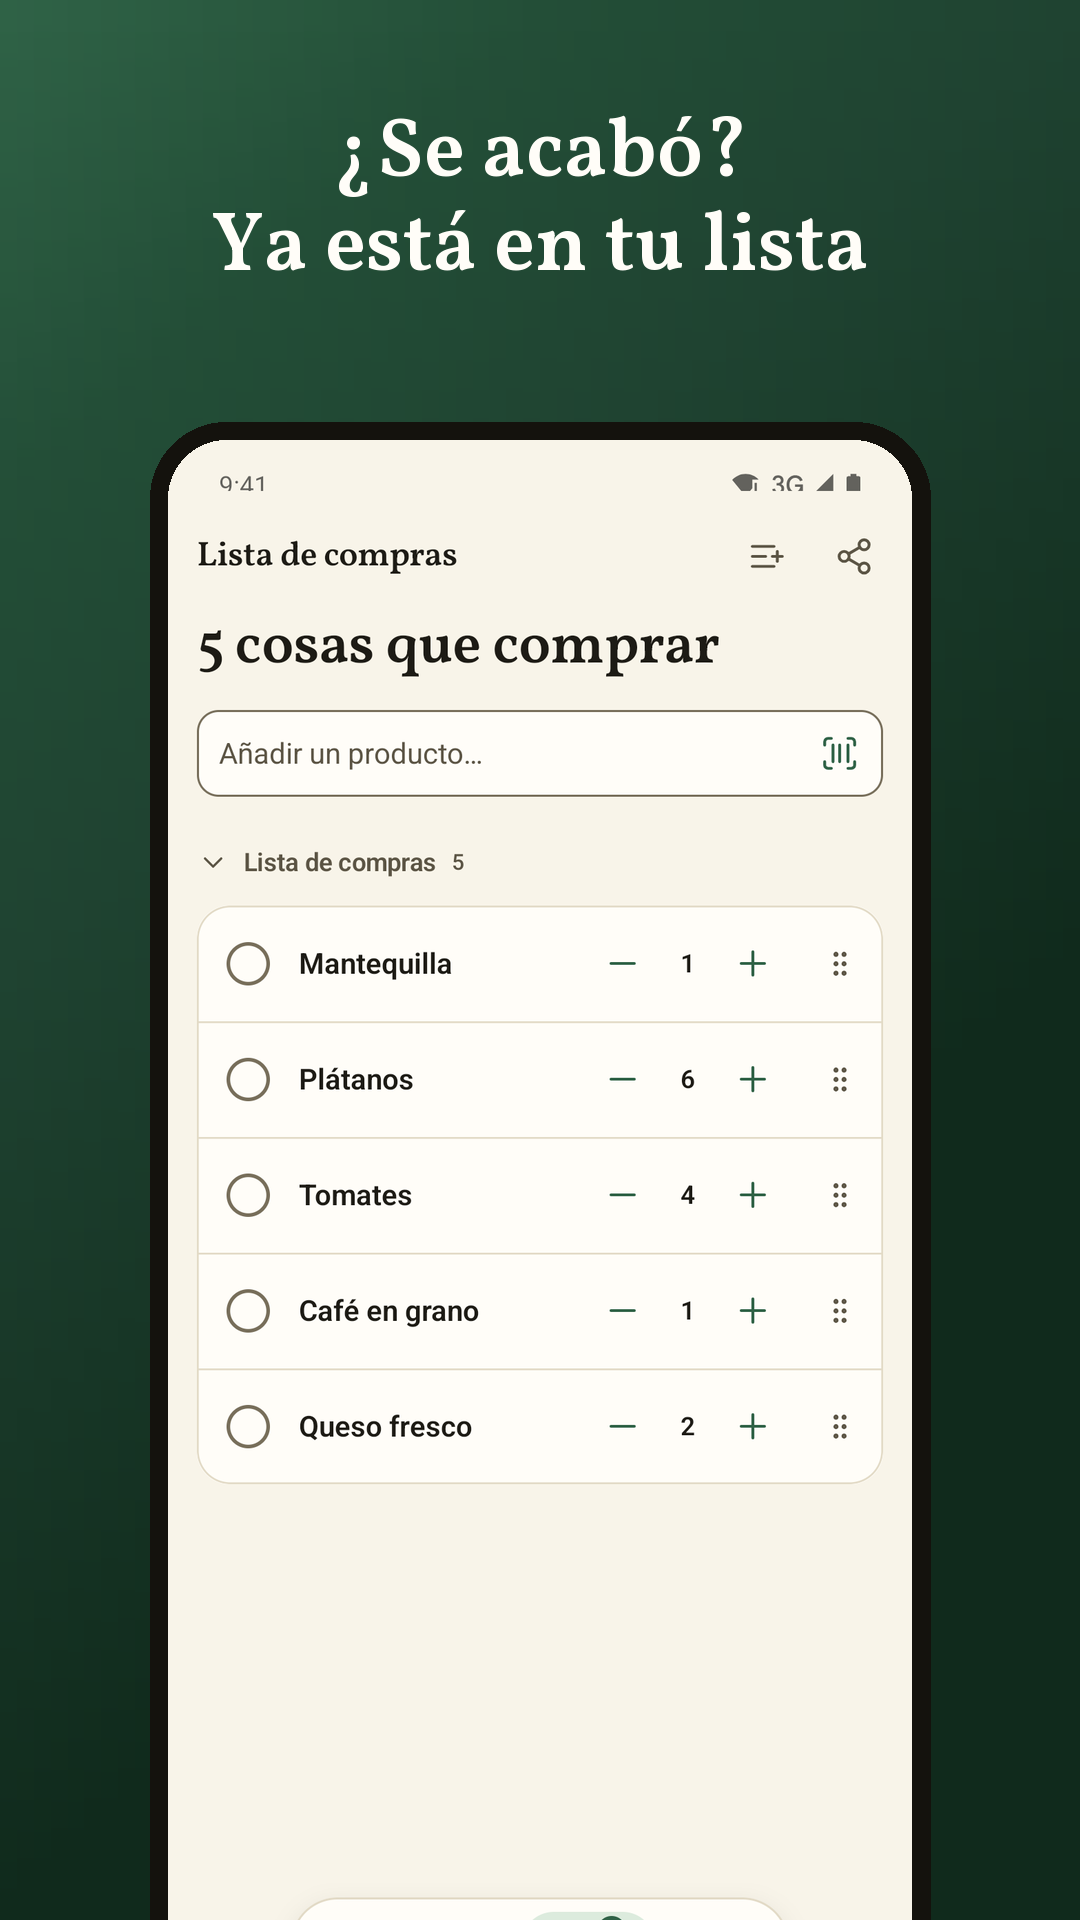 ¿Se acabó?
Ya está en tu lista
9:41
3G
Lista de compras
5 cosas que comprar
Añadir un producto...
Lista de compras 5
Mantequilla 1
Plátanos 6
Tomates 4
Café en grano 1
Queso fresco 2